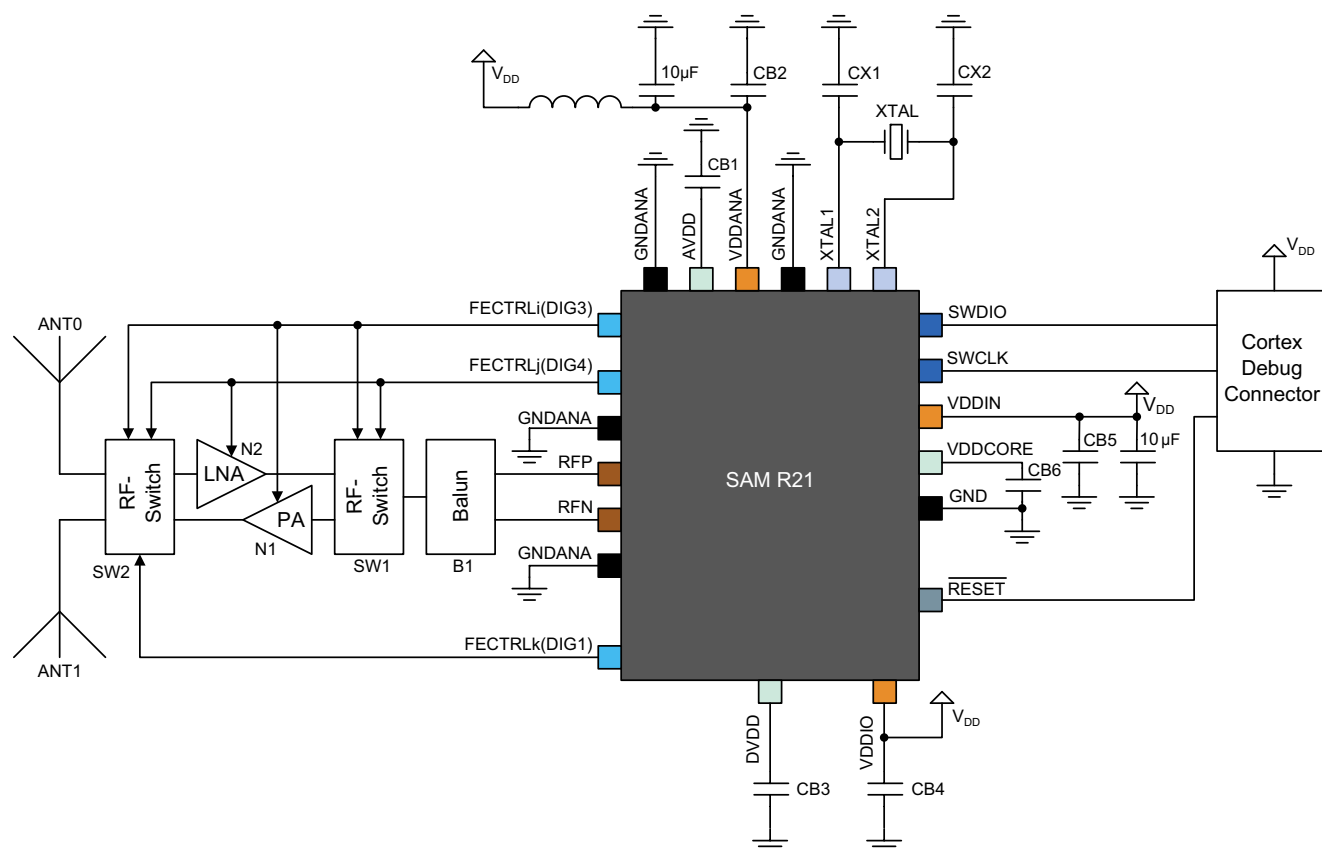 V_DD
10µF
CB2
CX1
CX2
XTAL
CB1
GNDANA
AVDD
VDDANA
GNDANA
XTAL1
XTAL2
V_DD
ANT0
FECTRLi(DIG3)
SWDIO
FECTRLj(DIG4)
SWCLK
Cortex
Debug
Connector
GNDANA
VDDIN
V_DD
N2
CB5
10 µF
RF-
Switch
LNA
RF-
Switch
Balun
RFP
SAM R21
VDDCORE
CB6
PA
RFN
GND
N1
SW2
SW1
B1
GNDANA
RESET
FECTRLk(DIG1)
ANT1
DVDD
VDDIO
V_DD
CB3
CB4